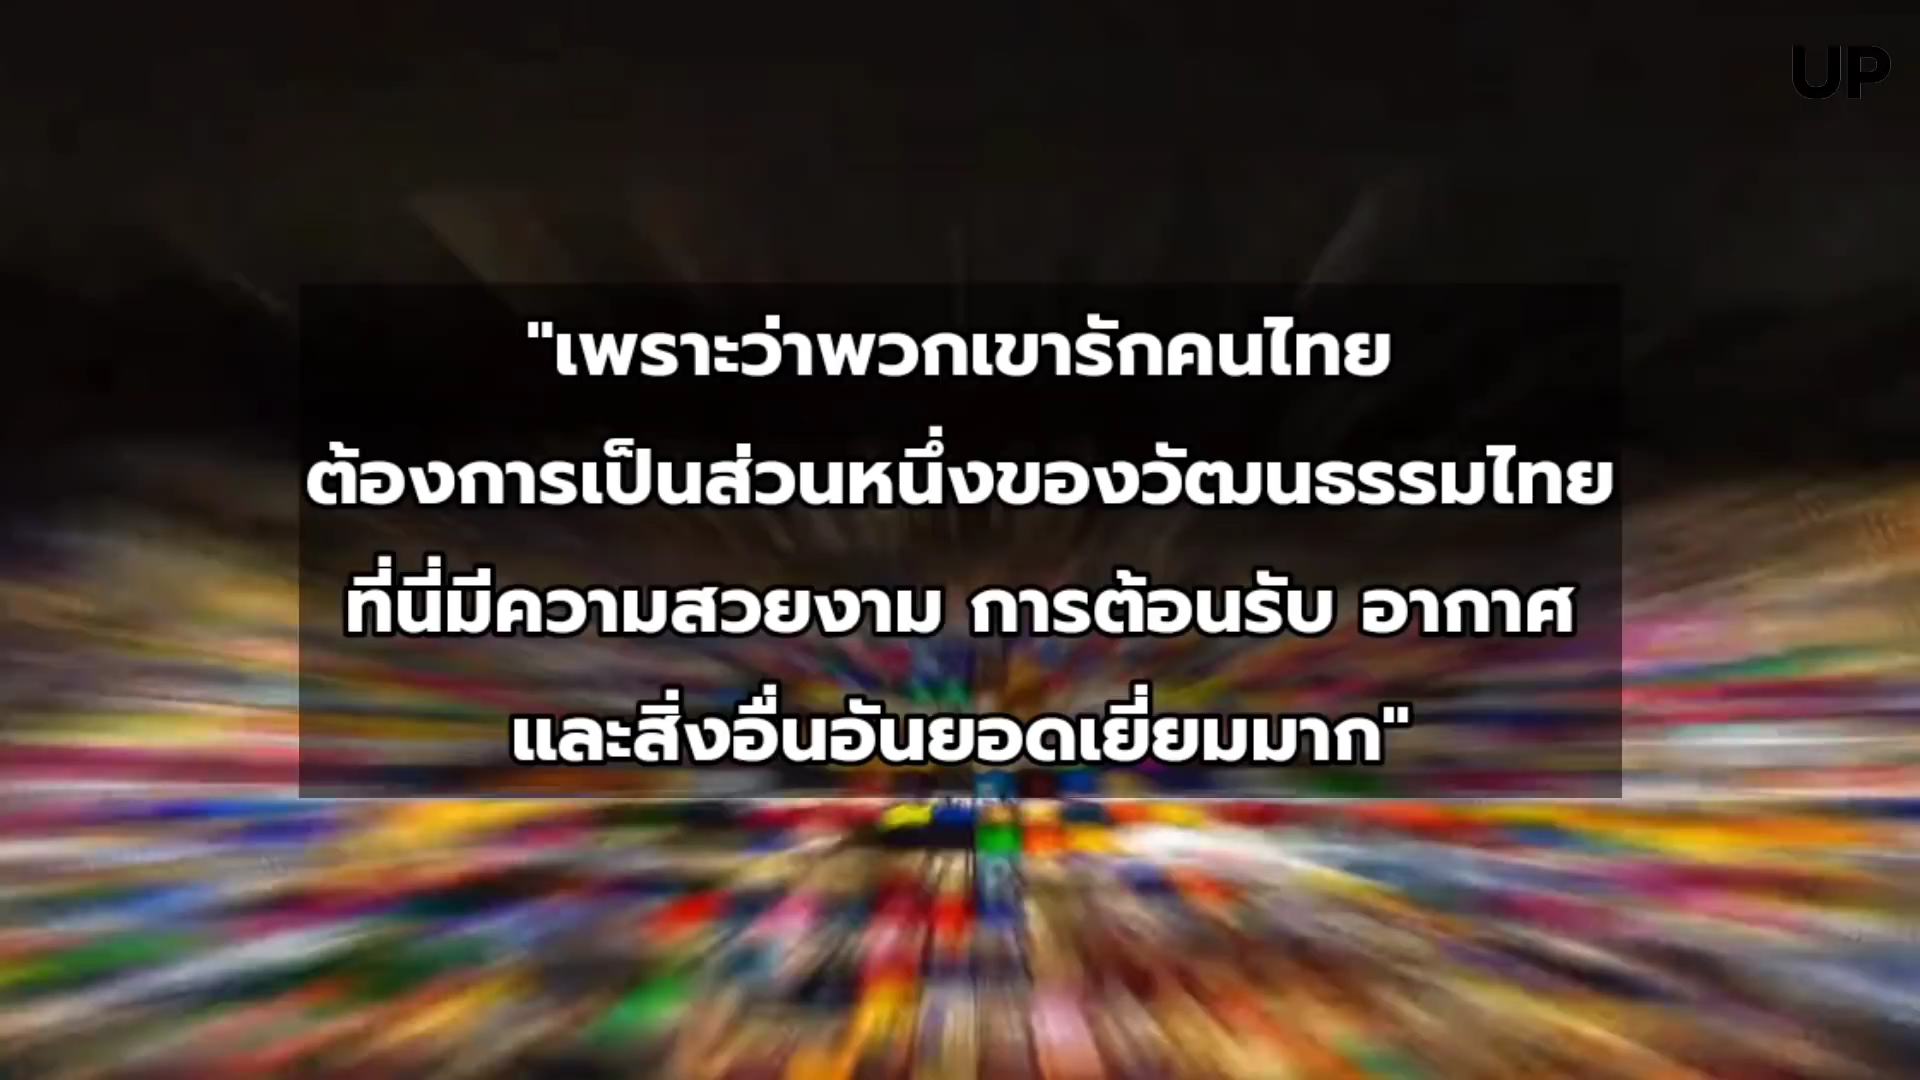 UP
"เพราะว่าพวกเขารักคนไทย
ต้องการเป็นส่วนหนึ่งของวัฒนธรรมไทย
ที่นี่มีความสวยงาม การต้อนรับ อากาศ
และสิ่งอื่นอันยอดเยี่ยมมาก"